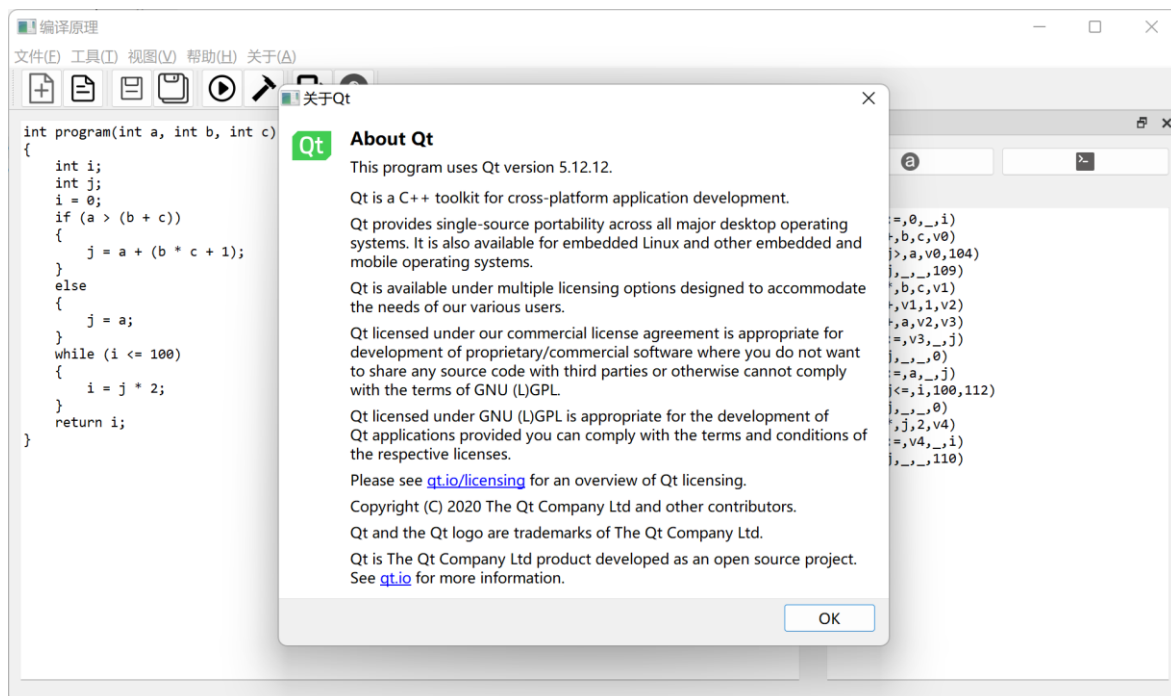 编译原理
文件(F) 工具(T) 视图(V) 帮助(H) 关于(A)
int program(int a, int b, int c)
{
    int i;
    int j;
    i = 0;
    if (a > (b + c))
    {
        j = a + (b * c + 1);
    }
    else
    {
        j = a;
    }
    while (i <= 100)
    {
        i = j * 2;
    }
    return i;
}
关于Qt
Qt
About Qt
This program uses Qt version 5.12.12.
Qt is a C++ toolkit for cross-platform application development.
Qt provides single-source portability across all major desktop operating
systems. It is also available for embedded Linux and other embedded and
mobile operating systems.
Qt is available under multiple licensing options designed to accommodate
the needs of our various users.
Qt licensed under our commercial license agreement is appropriate for
development of proprietary/commercial software where you do not want
to share any source code with third parties or otherwise cannot comply
with the terms of GNU (L)GPL.
Qt licensed under GNU (L)GPL is appropriate for the development of
Qt applications provided you can comply with the terms and conditions of
the respective licenses.
Please see qt.io/licensing for an overview of Qt licensing.
Copyright (C) 2020 The Qt Company Ltd and other contributors.
Qt and the Qt logo are trademarks of The Qt Company Ltd.
Qt is The Qt Company Ltd product developed as an open source project.
See qt.io for more information.
OK
a
:=,0,_,i)
+,b,c,v0)
j>,a,v0,104)
j,_,_,109)
*,b,c,v1)
+,v1,1,v2)
+,a,v2,v3)
:=,v3,_,j)
j,_,_,0)
:=,a,_,j)
j<=,i,100,112)
j,_,_,0)
*,j,2,v4)
:=,v4,_,i)
j,_,_,110)